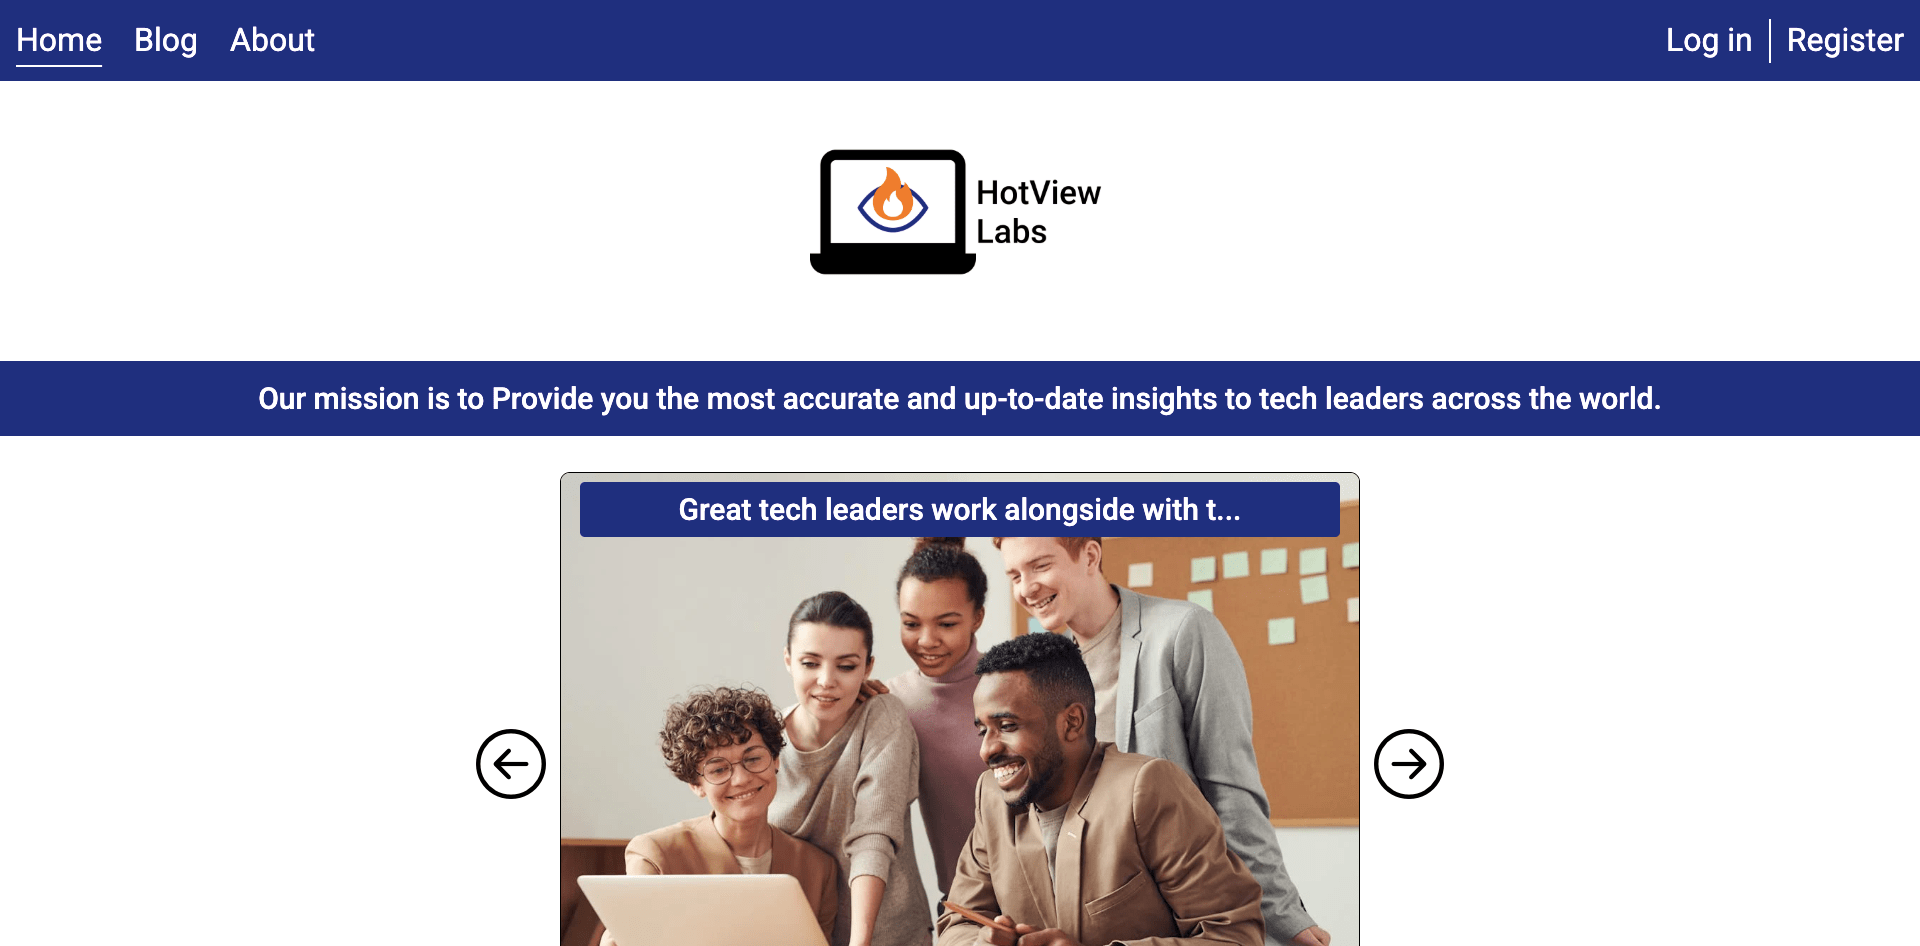 Home Blog About Log in Register
HotView
Labs
Our mission is to Provide you the most accurate and up-to-date insights to tech leaders across the world.
Great tech leaders work alongside with t...